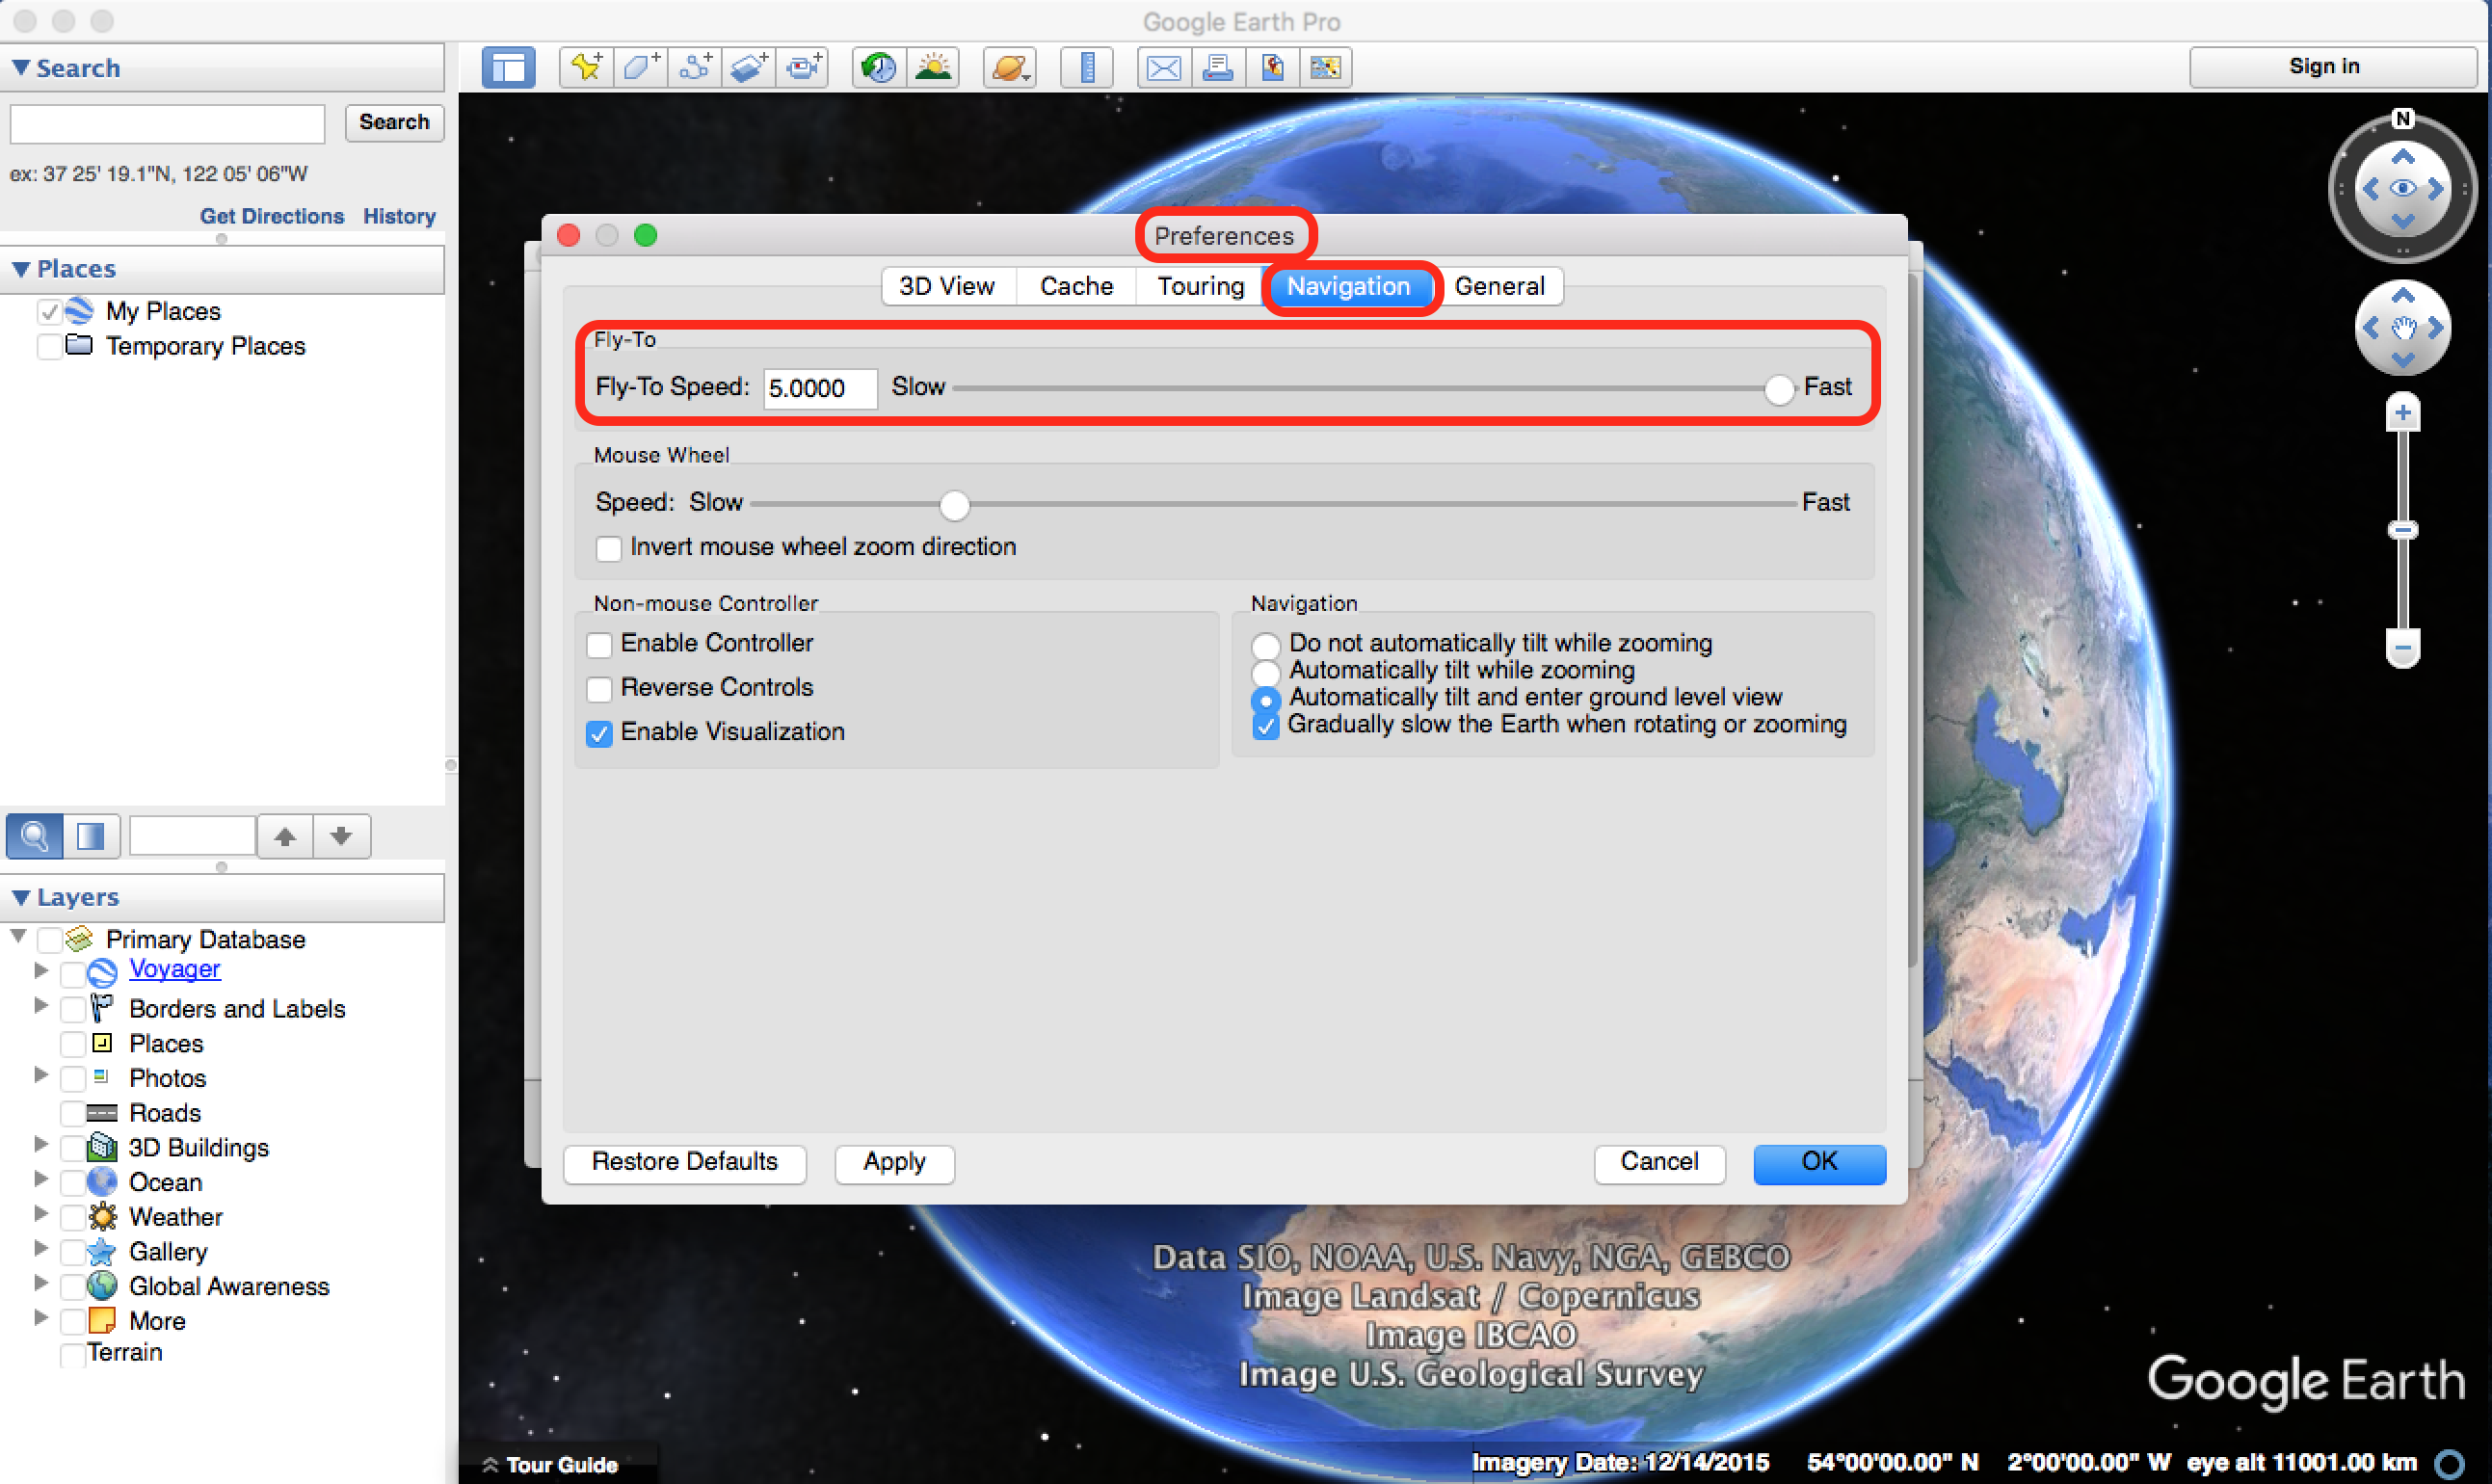 Google Earth Pro
Search
Sign in
Search
ex: 37 25' 19.1"N, 122 05' 06"W
Get Directions History
Places
My Places
Temporary Places
Layers
Primary Database
Voyager
Borders and Labels
Places
Photos
Roads
3D Buildings
Ocean
Weather
Gallery
Global Awareness
More
Terrain
N
Preferences
3D View Cache Touring Navigation General
Fly-To
Fly-To Speed: 5.0000 Slow Fast
Mouse Wheel
Speed: Slow Fast
Invert mouse wheel zoom direction
Non-mouse Controller
Enable Controller
Reverse Controls
Enable Visualization
Navigation
Do not automatically tilt while zooming
Automatically tilt while zooming
Automatically tilt and enter ground level view
Gradually slow the Earth when rotating or zooming
Restore Defaults Apply Cancel OK
Data SIO, NOAA, U.S. Navy, NGA, GEBCO
Image Landsat / Copernicus
Image IBCAO
Image U.S. Geological Survey
Google Earth
Tour Guide
Imagery Date: 12/14/2015 54°00'00.00" N 2°00'00.00" W eye alt 11001.00 km